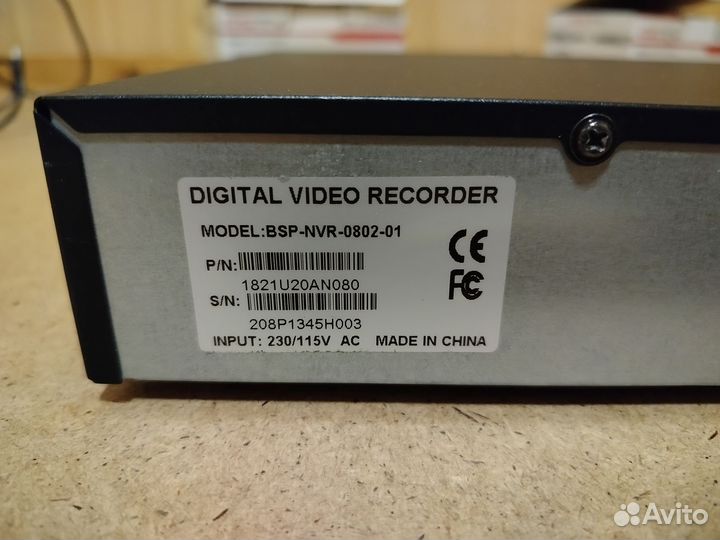 DIGITAL VIDEO RECORDER
MODEL:BSP-NVR-0802-01
P/N:
1821U20AN080
S/N:
208P1345H003
INPUT: 230/115V AC MADE IN CHINA
CE
FC
Avito